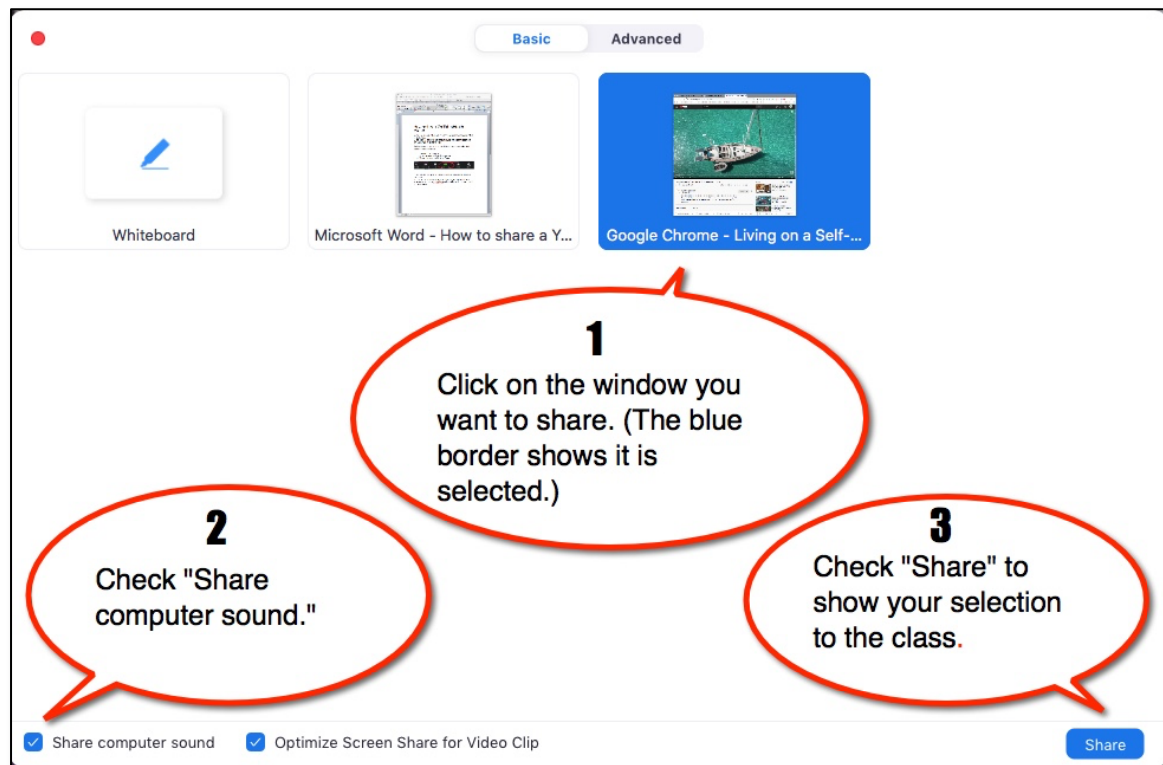 Basic
Advanced
Whiteboard
Microsoft Word - How to share a Y...
Google Chrome - Living on a Self-...
1
Click on the window you
want to share. (The blue
border shows it is
selected.)
2
Check "Share
computer sound."
3
Check "Share" to
show your selection
to the class.
Share computer sound
Optimize Screen Share for Video Clip
Share